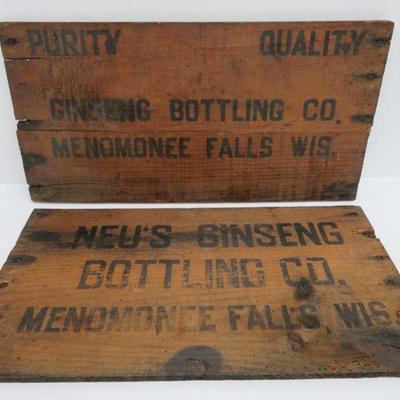 PURITY QUALITY
GINSENG BOTTLING CO.
MENOMONEE FALLS WIS.
NEU'S GINSENG
BOTTLING CO.
MENOMONEE FALLS, WIS.